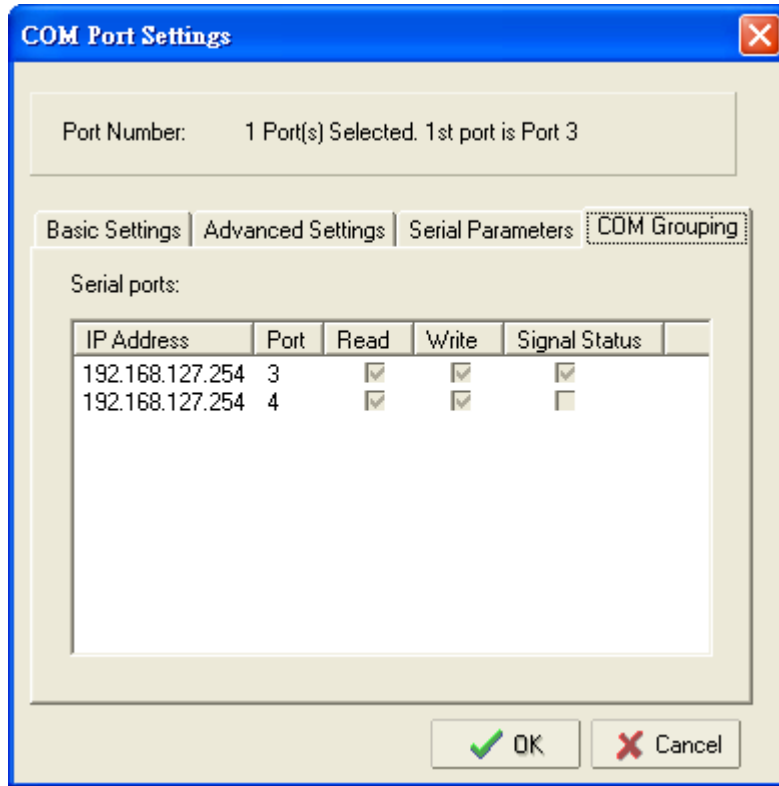 COM Port Settings
Port Number: 1 Port(s) Selected. 1st port is Port 3
Basic Settings Advanced Settings Serial Parameters COM Grouping
Serial ports:
IP Address Port Read Write Signal Status
192.168.127.254 3
192.168.127.254 4
OK Cancel